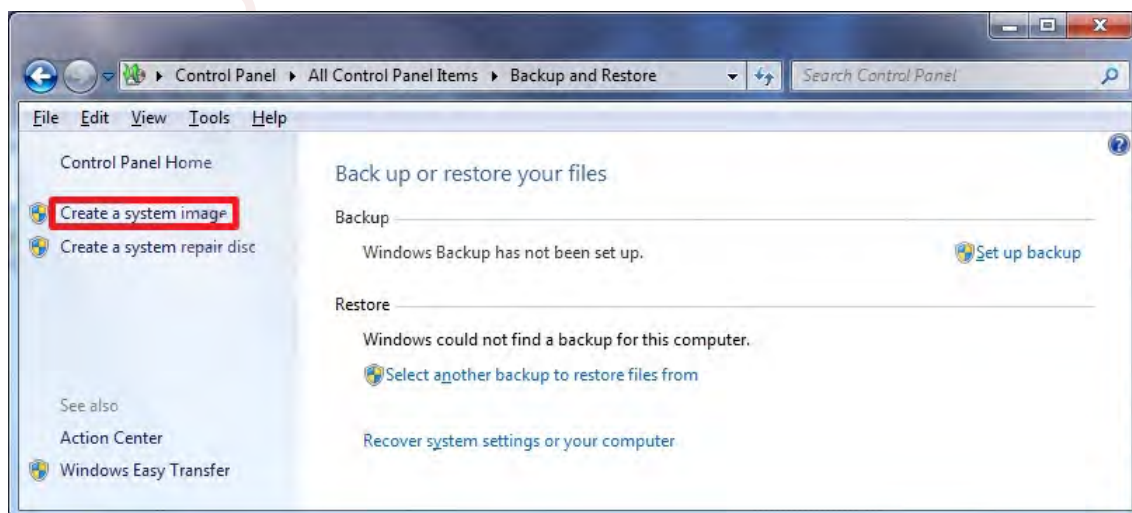 Control Panel ▸ All Control Panel Items ▸ Backup and Restore
Search Control Panel
File Edit View Tools Help
Control Panel Home
Create a system image
Create a system repair disc
See also
Action Center
Windows Easy Transfer
Back up or restore your files
Backup
Windows Backup has not been set up.
Set up backup
Restore
Windows could not find a backup for this computer.
Select another backup to restore files from
Recover system settings or your computer